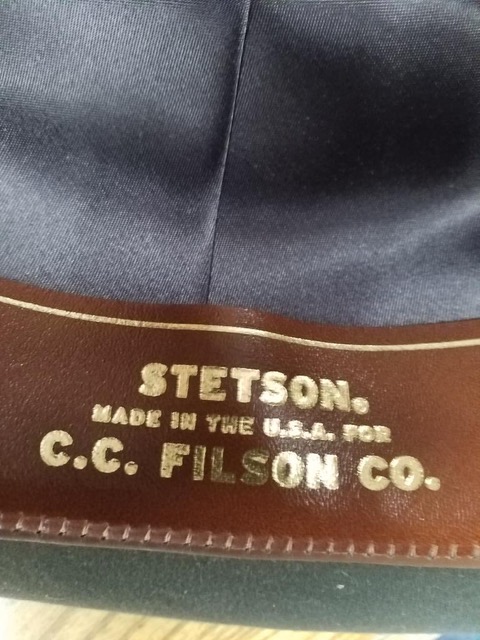 STETSON.
MADE IN THE U.S.A. FOR
C.C. FILSON CO.